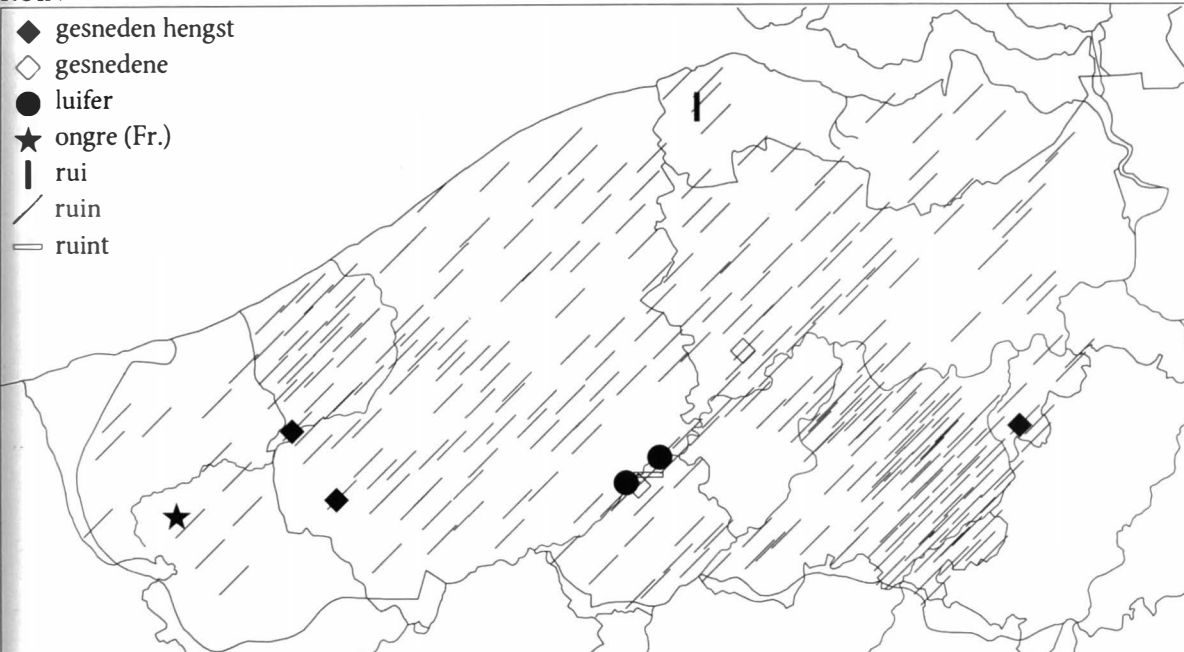 gesneden hengst
gesnedene
luifer
ongre (Fr.)
rui
ruin
ruint